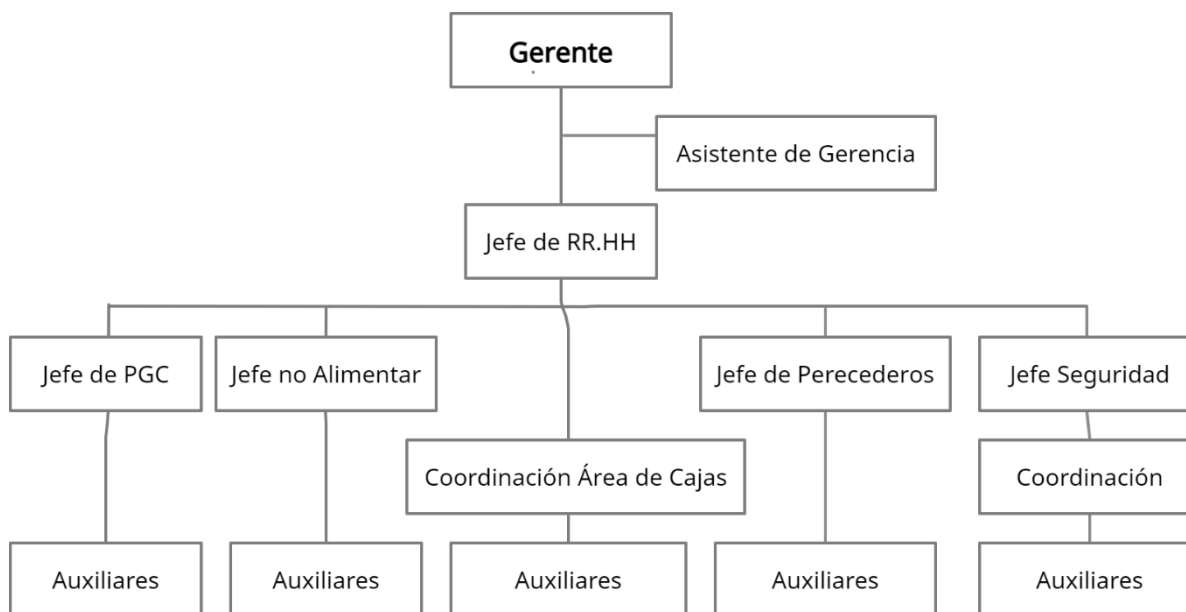 Gerente
Asistente de Gerencia
Jefe de RR.HH
Jefe de PGC
Jefe no Alimentar
Jefe de Perecederos
Jefe Seguridad
Coordinación Área de Cajas
Coordinación
Auxiliares
Auxiliares
Auxiliares
Auxiliares
Auxiliares